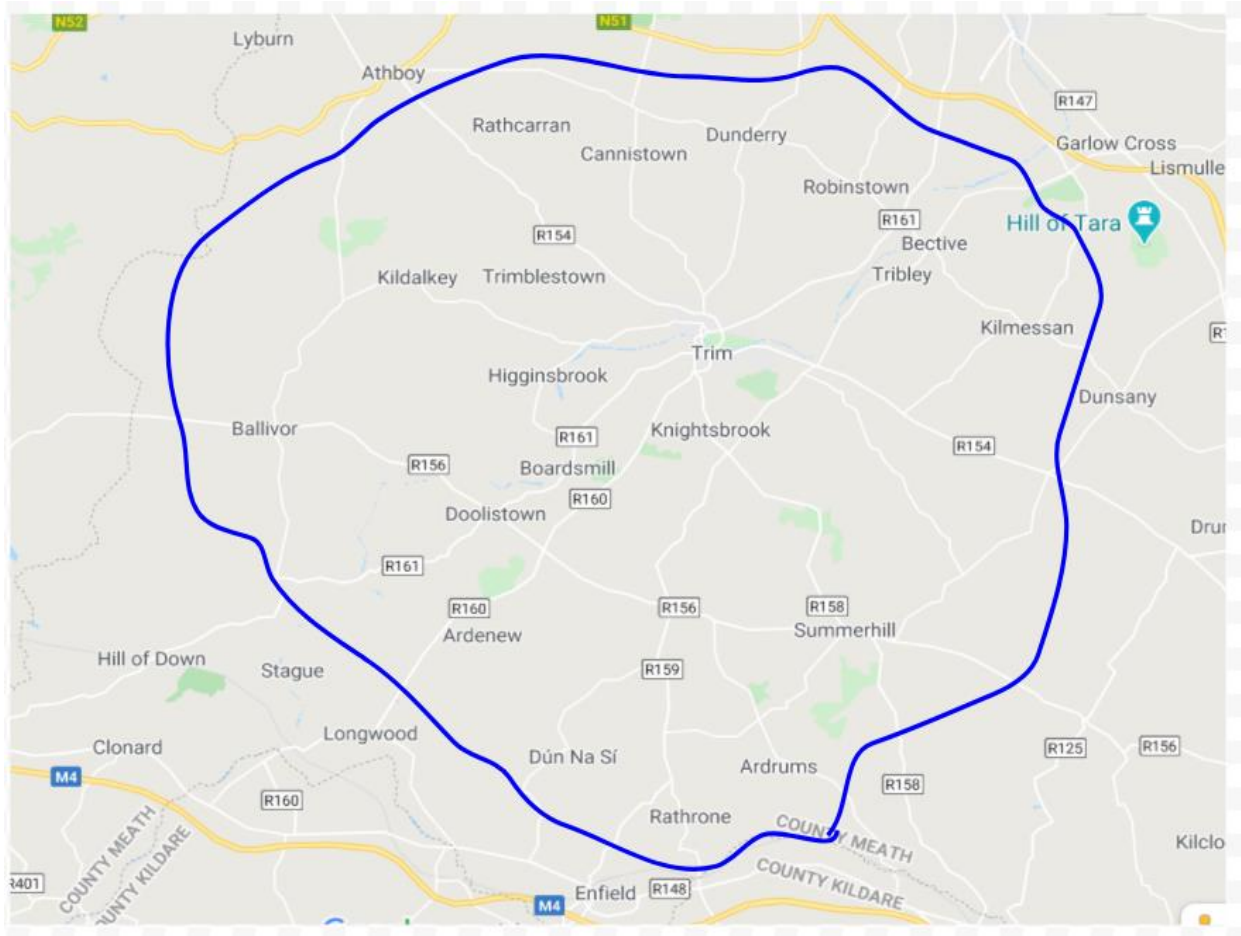 N52
N51
Lyburn
Athboy
R147
Rathcarran
Dunderry
Garlow Cross
Cannistown
Lismulle
Robinstown
R161
Hill of Tara
R154
Bective
Kildalkey
Trimblestown
Tribley
Kilmessan
Trim
Higginsbrook
Dunsany
Ballivor
R161
Knightsbrook
R154
R156
Boardsmill
R160
Doolistown
Drur
R161
R160
R156
R158
Ardenew
Summerhill
Hill of Down
Stague
R159
Longwood
Clonard
Dún Na Sí
R125
R156
M4
Ardrums
R158
R160
Rathrone
COUNTY MEATH
COUNTY MEATH
Kilclo
COUNTY KILDARE
R401
Enfield
R148
COUNTY KILDARE
M4